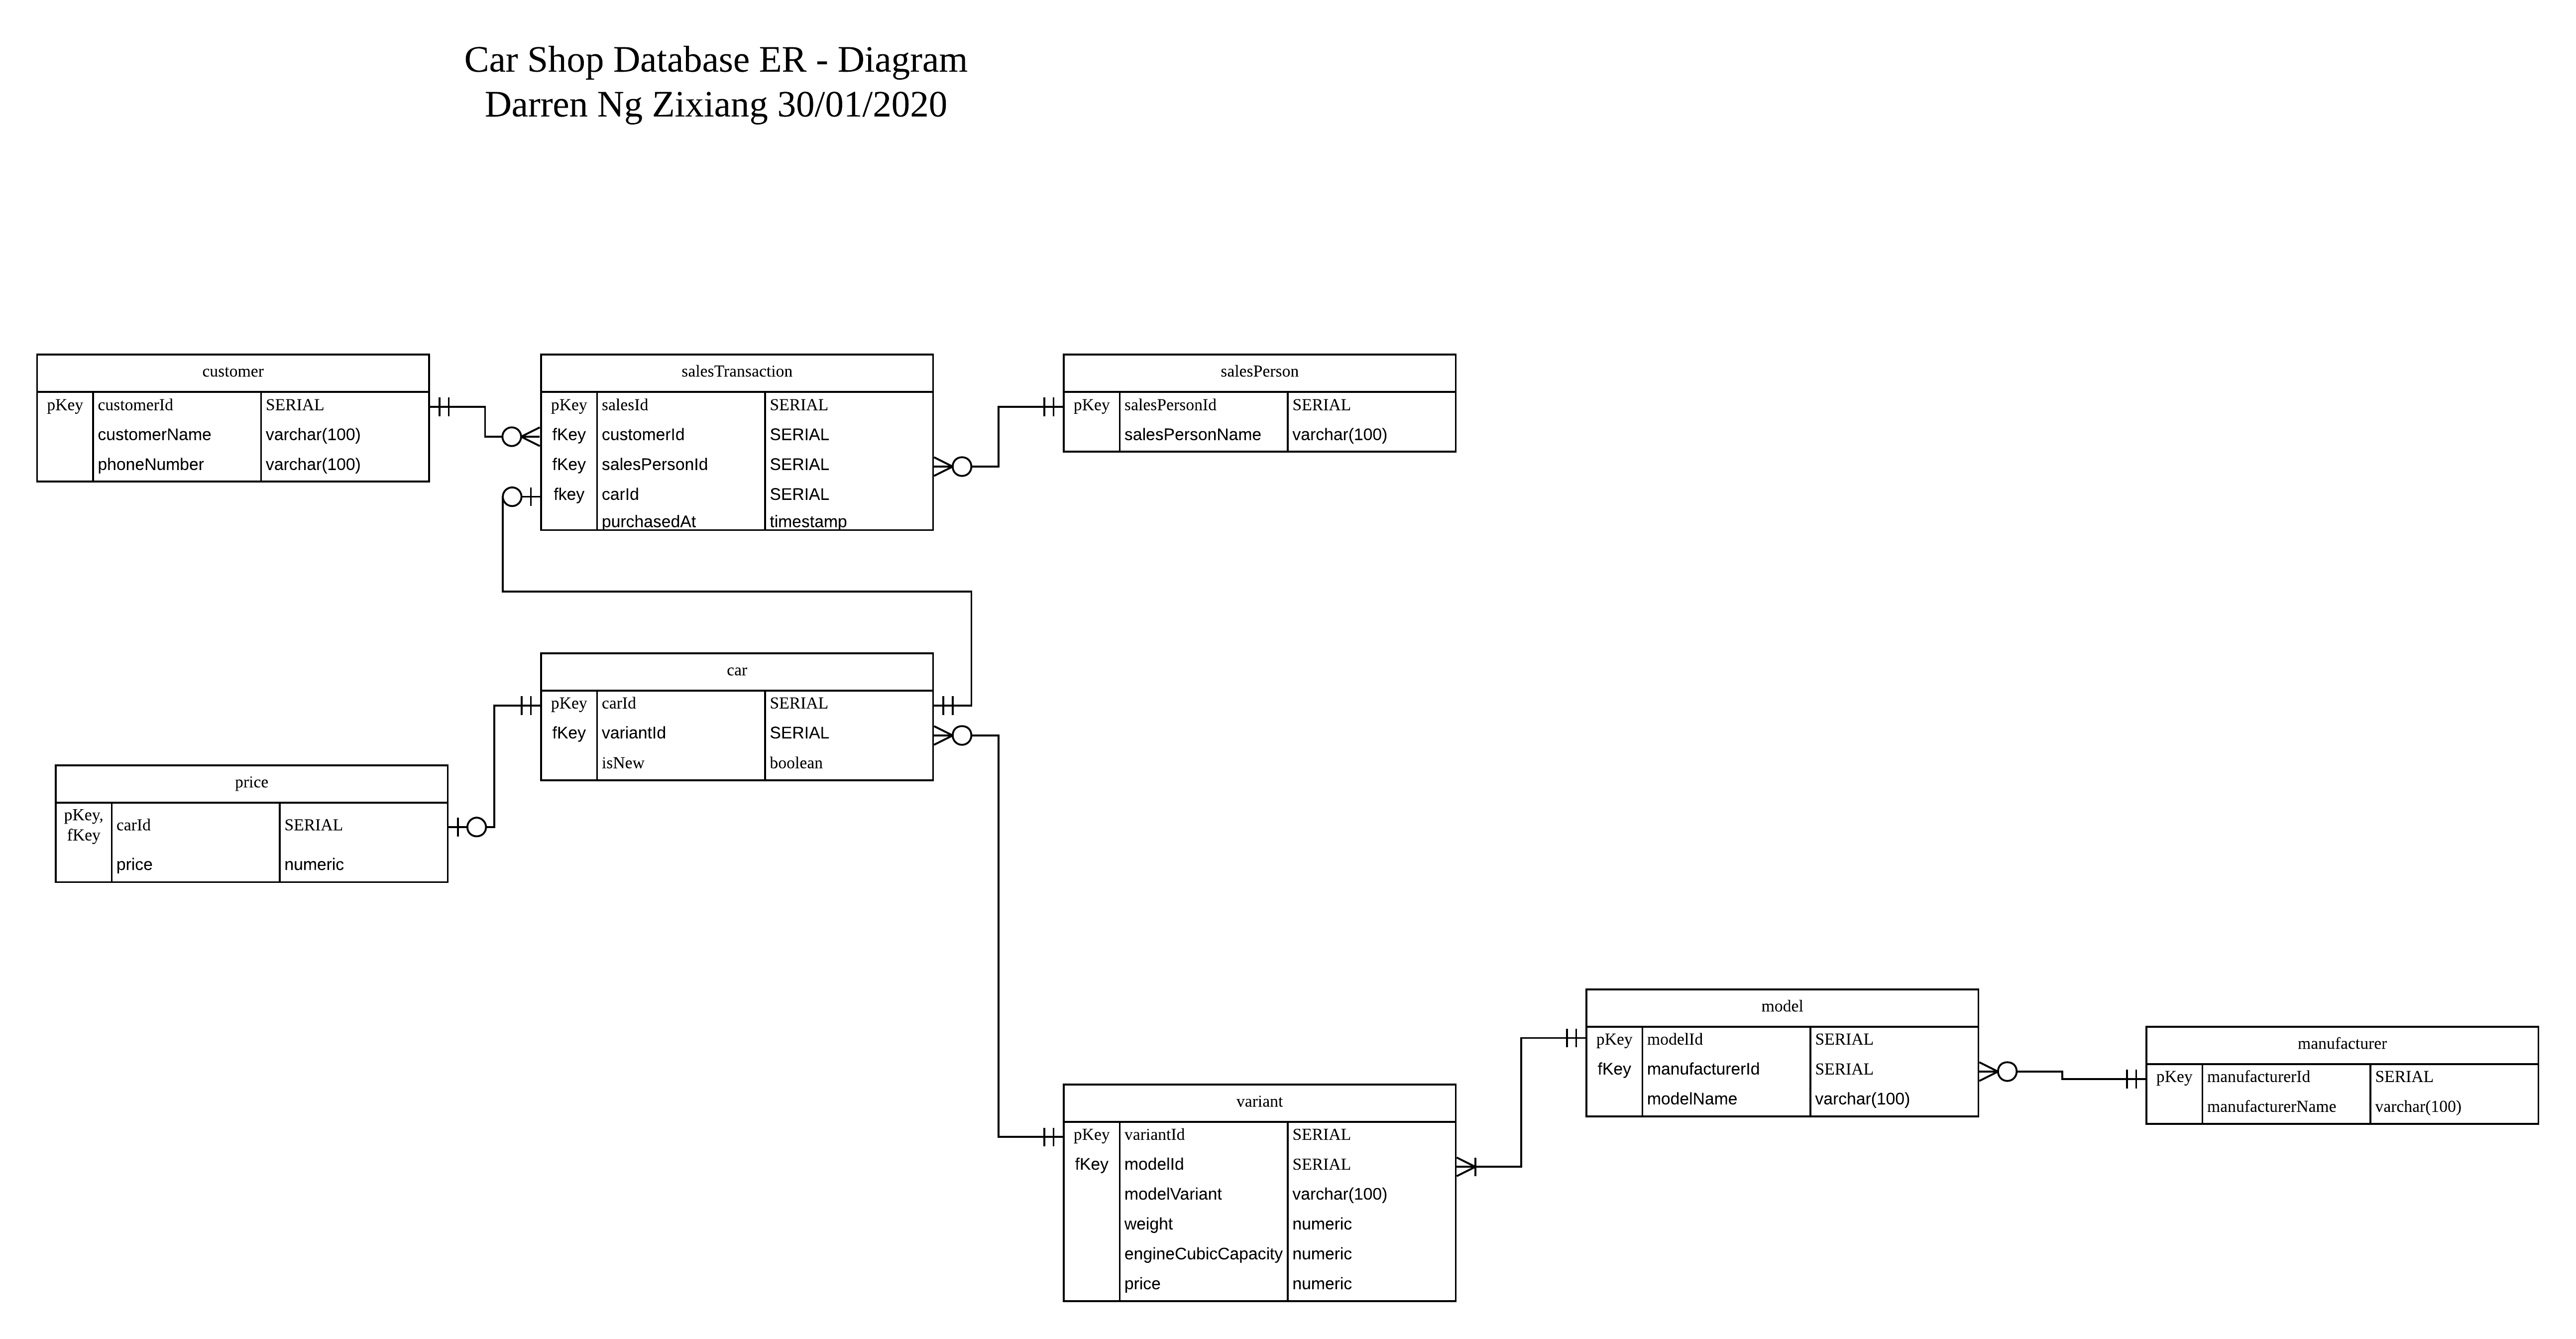 Car Shop Database ER - Diagram
Darren Ng Zixiang 30/01/2020
customer
pKey customerId SERIAL
customerName varchar(100)
phoneNumber varchar(100)
salesTransaction
pKey salesId SERIAL
fKey customerId SERIAL
fKey salesPersonId SERIAL
fkey carId SERIAL
purchasedAt timestamp
salesPerson
pKey salesPersonId SERIAL
salesPersonName varchar(100)
car
pKey carId SERIAL
fKey variantId SERIAL
isNew boolean
price
pKey,
fKey carId SERIAL
price numeric
model
pKey modelId SERIAL
fKey manufacturerId SERIAL
modelName varchar(100)
manufacturer
pKey manufacturerId SERIAL
manufacturerName varchar(100)
variant
pKey variantId SERIAL
fKey modelId SERIAL
modelVariant varchar(100)
weight numeric
engineCubicCapacity numeric
price numeric